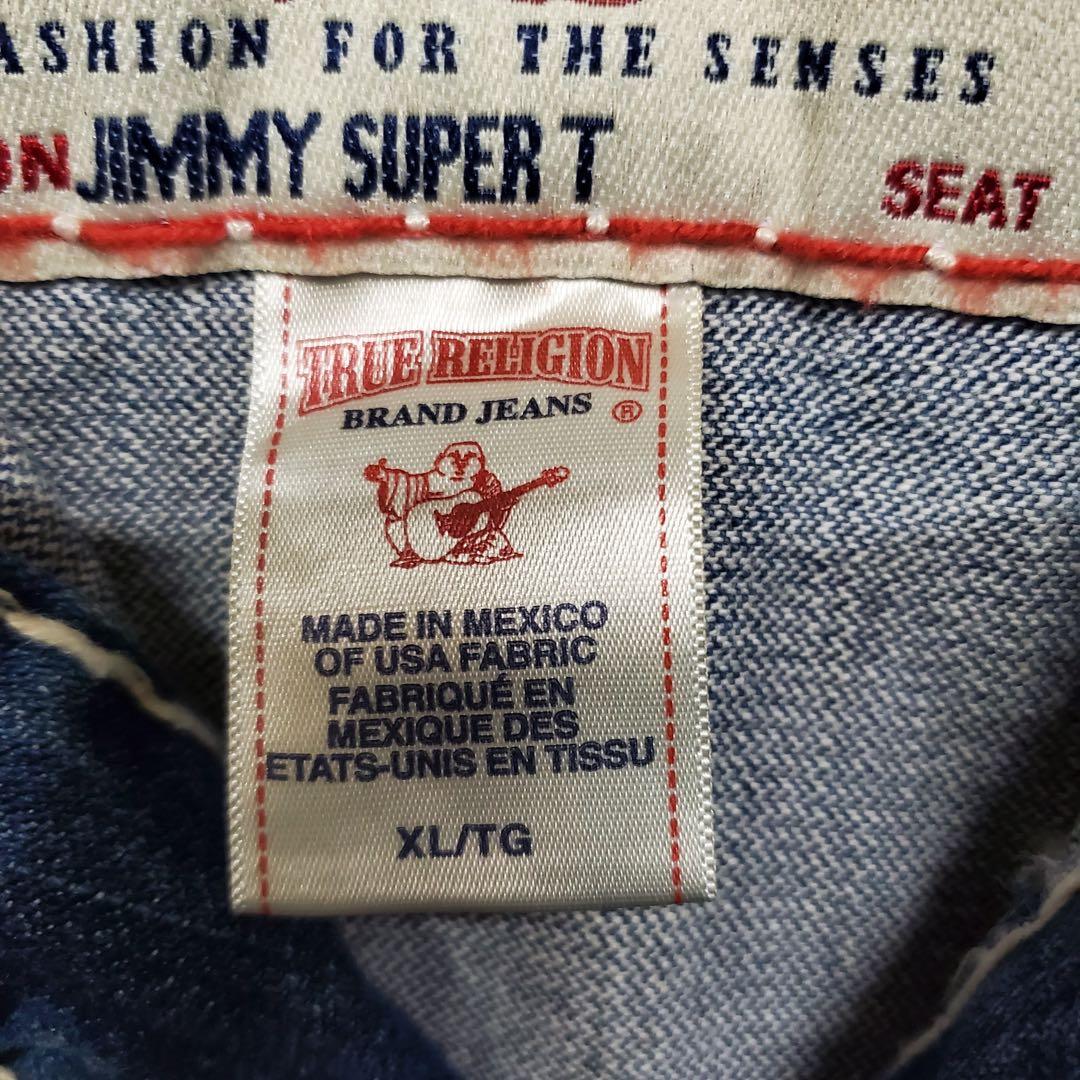 FASHION FOR THE SENSES
JIMMY SUPER T
SEAT
TRUE RELIGION
BRAND JEANS ®
MADE IN MEXICO
OF USA FABRIC
FABRIQUÉ EN
MEXIQUE DES
ETATS-UNIS EN TISSU
XL/TG